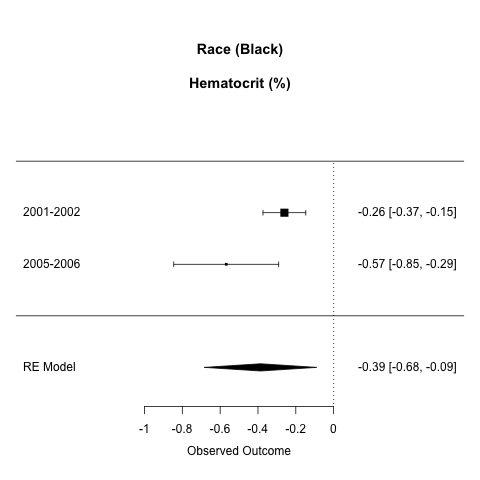 Race (Black)
Hematocrit (%)
2001-2002 -0.26 [-0.37, -0.15]
2005-2006 -0.57 [-0.85, -0.29]
RE Model -0.39 [-0.68, -0.09]
-1 -0.8 -0.6 -0.4 -0.2 0
Observed Outcome